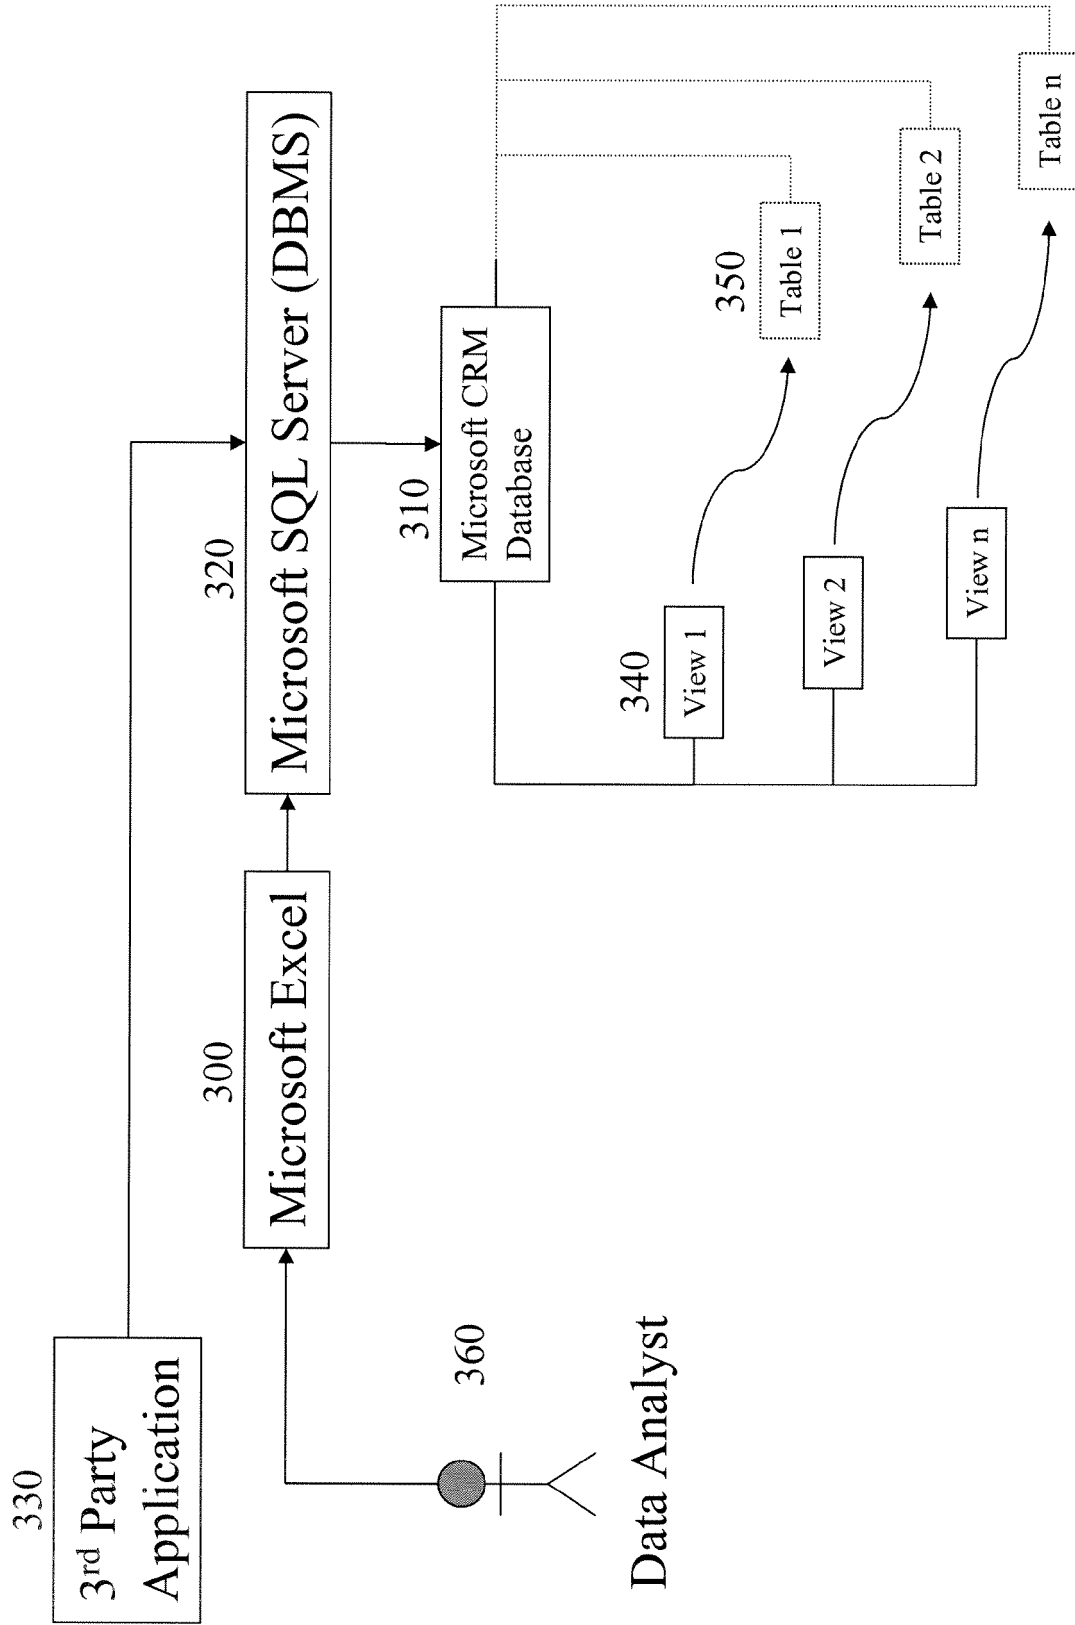 330
3rd Party
Application
320
Microsoft SQL Server (DBMS)
300
Microsoft Excel
310
Microsoft CRM
Database
360
Data Analyst
340
View 1
350
Table 1
View 2
Table 2
View n
Table n